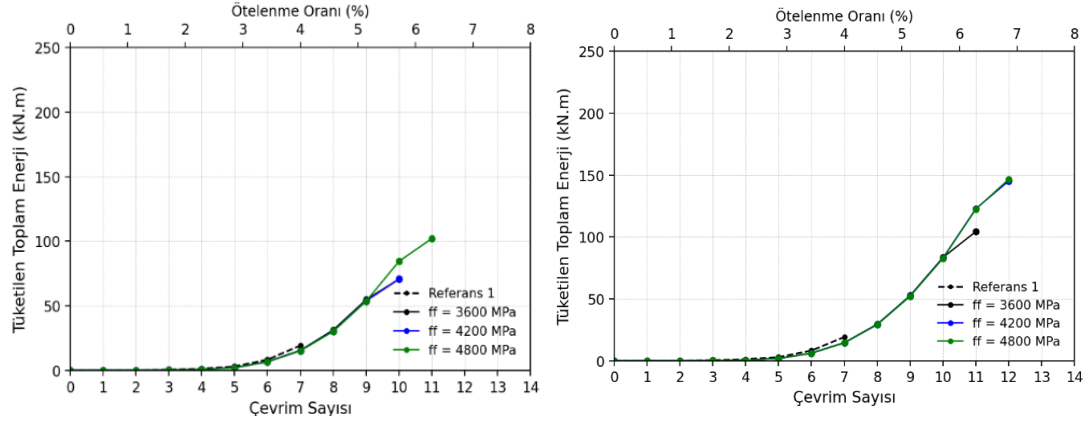 Ötelenme Oranı (%)
0 1 2 3 4 5 6 7 8
250
200
150
100
50
0
Tüketilen Toplam Enerji (kN.m)
Referans 1
ff = 3600 MPa
ff = 4200 MPa
ff = 4800 MPa
0 1 2 3 4 5 6 7 8 9 10 11 12 13 14
Çevrim Sayısı
Ötelenme Oranı (%)
0 1 2 3 4 5 6 7 8
250
200
150
100
50
0
Tüketilen Toplam Enerji (kN.m)
Referans 1
ff = 3600 MPa
ff = 4200 MPa
ff = 4800 MPa
0 1 2 3 4 5 6 7 8 9 10 11 12 13 14
Çevrim Sayısı